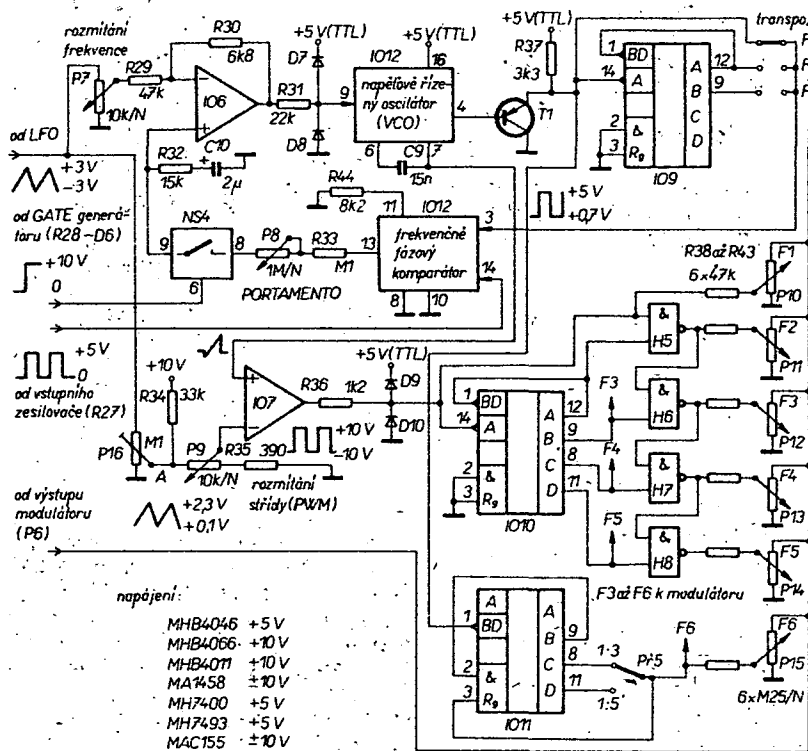 rozmítání
frekvence
R30
6k8
+5V(TTL)
+5V(TTL)
+5V(TTL)
R37
3k3
transpo
P7
R29
47k
10k/N
IO6
R31
22k
D7
D8
IO12
16
napěťově říze-
ný oscilátor
(VCO)
9
4
6
7
C9
15n
T1
1
BD
14
A
2
&
3
R9
A
B
C
D
12
9
IO9
F
F
F
od LFO
+3V
-3V
R32
15k
C10
+
2μ
R44
8k2
11
IO12
frekvenčně
fázový
komparátor
13
3
14
8
10
+5V
+0,7V
od GATE generá-
toru (R28-D6)
+10V
0
NS4
9
8
6
P8
1M/N
R33
M1
PORTAMENTO
R38 až R43
6x47k
F1
P10
F2
P11
F3
P12
F4
P13
F5
P14
F6
P15
6xM25/N
+5V
0
od vstupního
zesilovače (R27)
+10V
R34
33k
M1
P16
A
P9
10k/N
R35
390
+
-
IO7
R36
1k2
+5V(TTL)
D9
D10
+10V
-10V
rozmítání
střídy (PWM)
+2,3V
+0,1V
1
BD
14
A
2
&
3
R9
A
B
C
D
12
9
8
11
IO10
F3
F4
F5
&
H5
&
H6
&
H7
&
H8
F3 až F6 k modulátoru
od výstupu
modulátoru
(P6)
A
1
BD
2
&
3
R9
A
B
C
D
9
8
11
IO11
1:3
1:5
Př.5
F6
napájení:
MHB4046 +5V
MHB4066 +10V
MHB4011 +10V
MA1458 ±10V
MH7400 +5V
MH7493 +5V
MAC155 ±10V